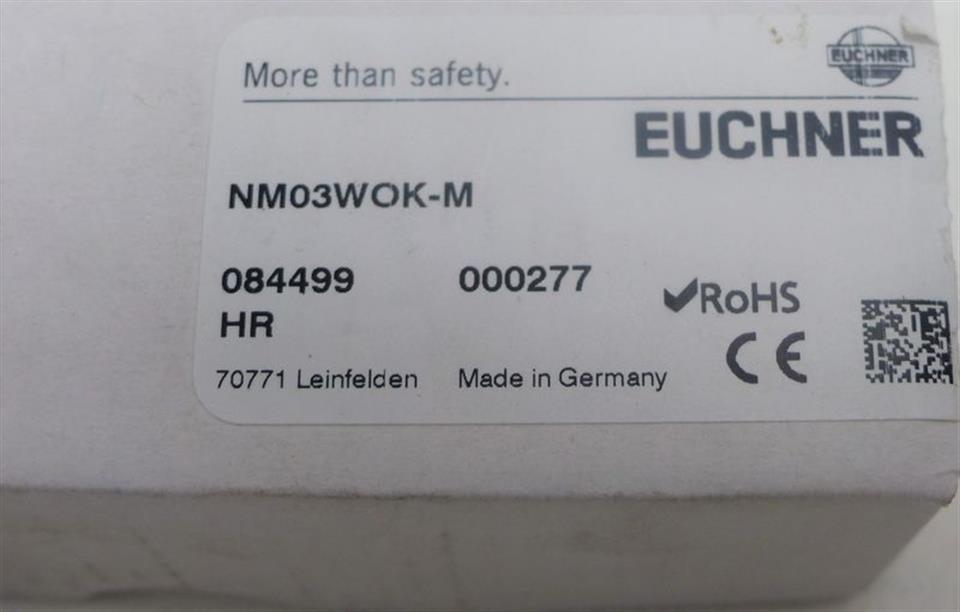 More than safety.
EUCHNER
EUCHNER
NM03WOK-M
084499 000277
HR
RoHS
CE
70771 Leinfelden Made in Germany